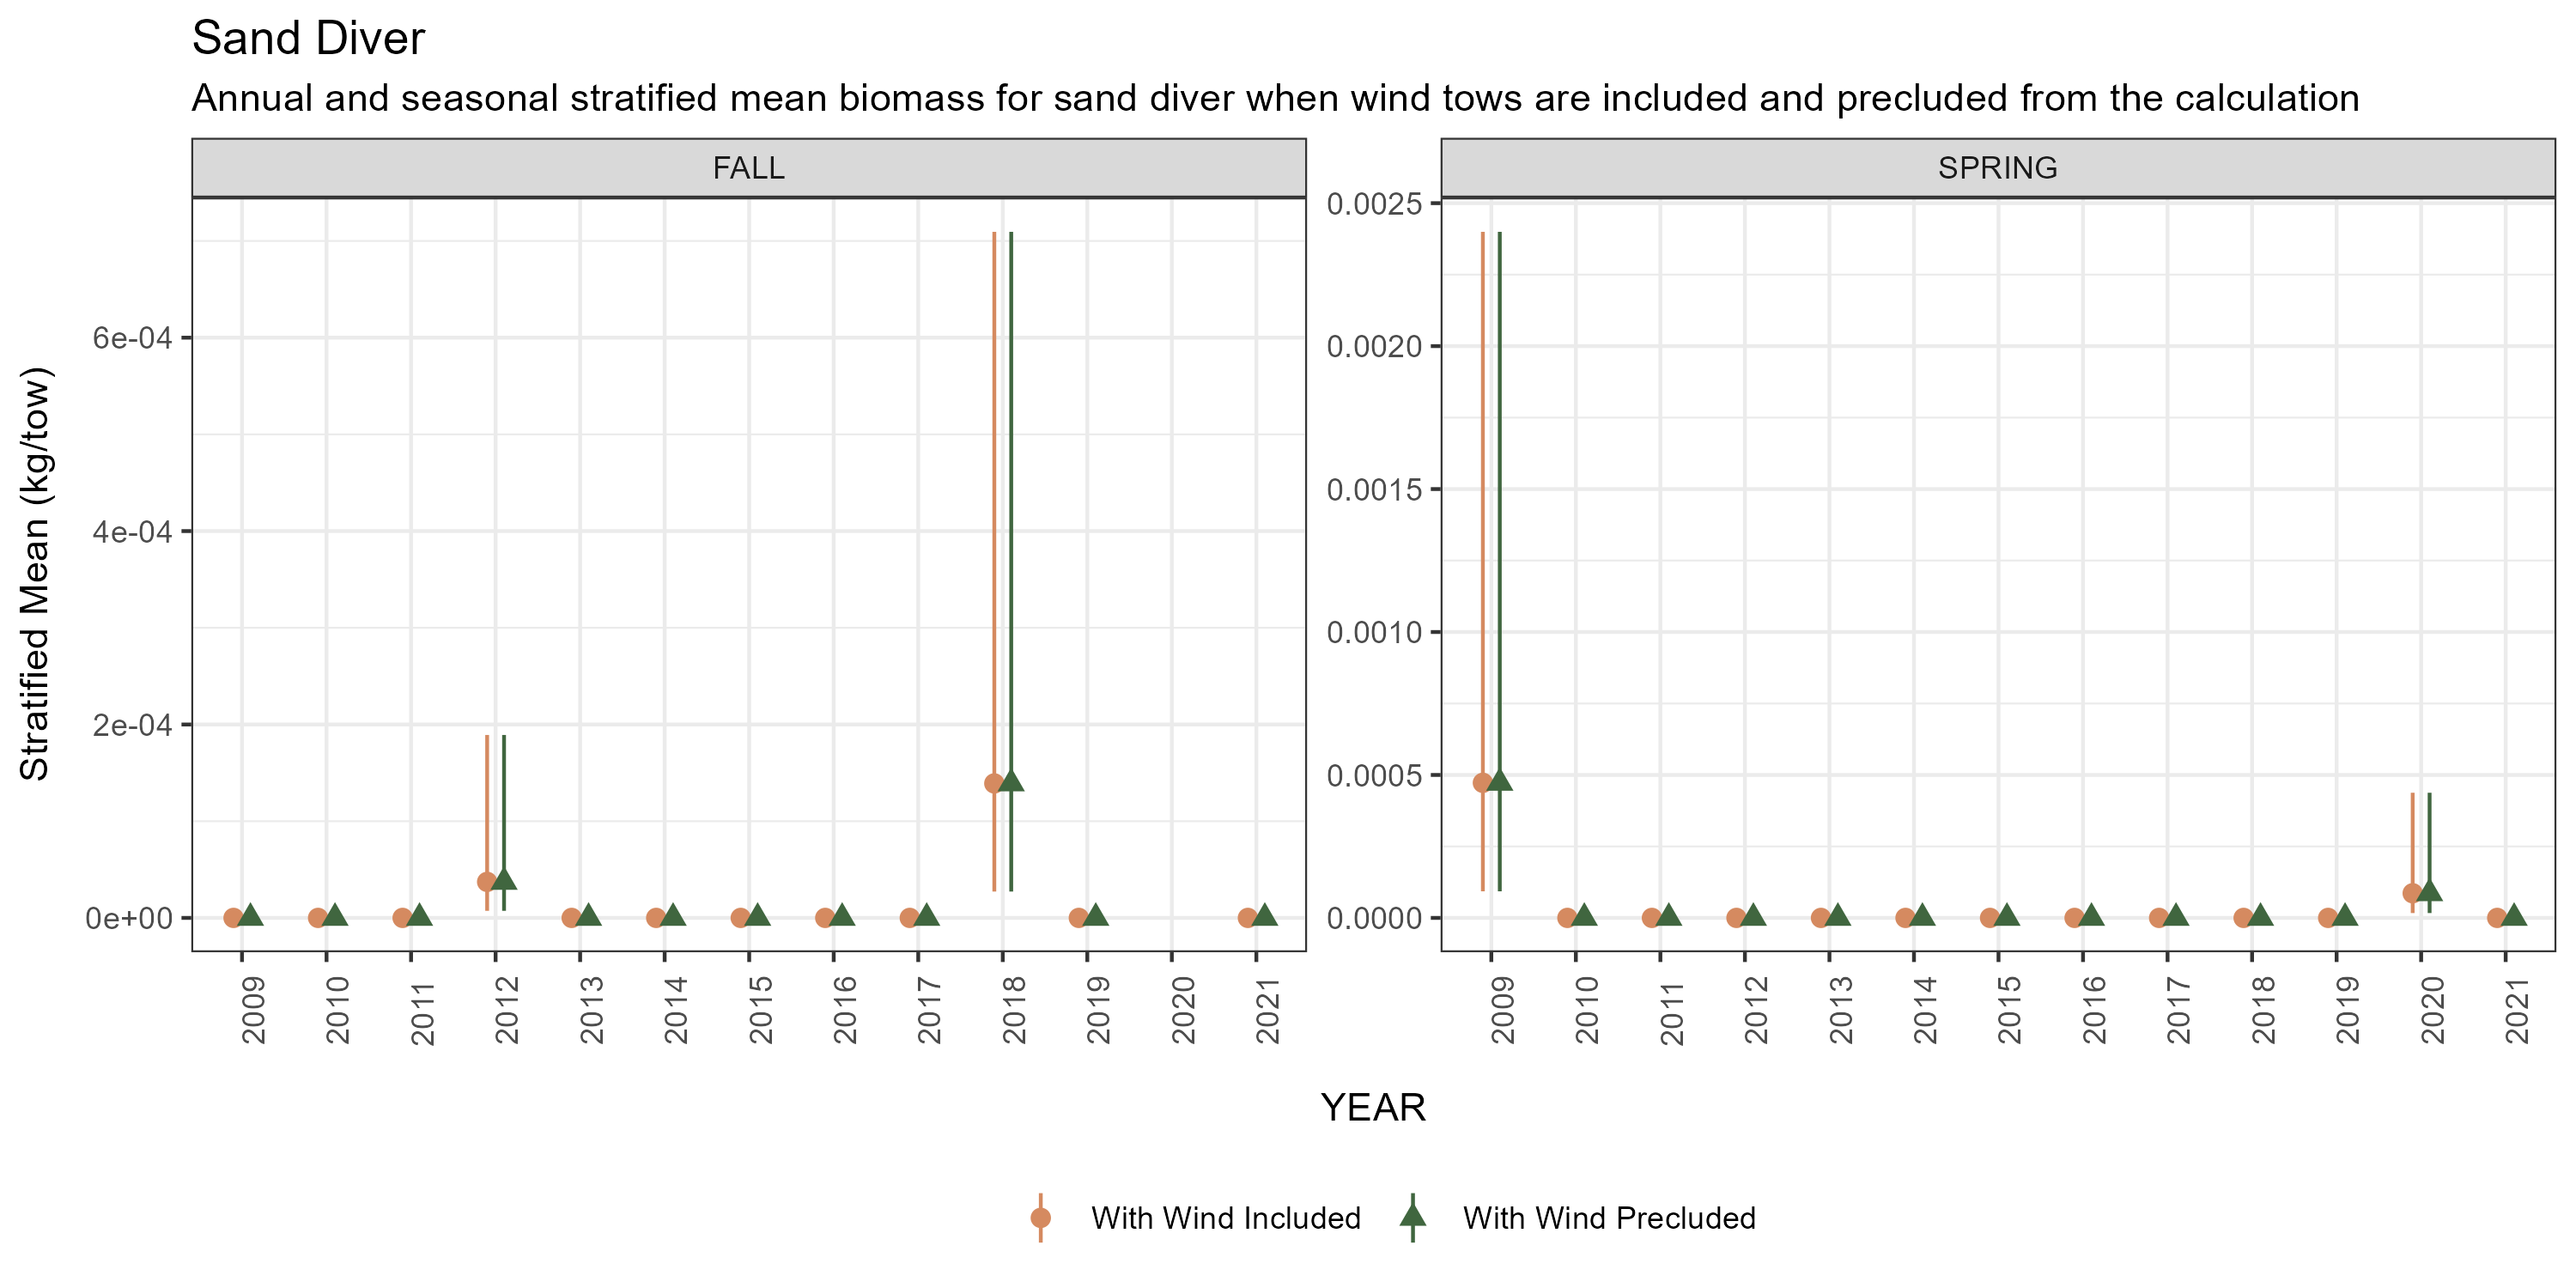 Sand Diver
Annual and seasonal stratified mean biomass for sand diver when wind tows are included and precluded from the calculation
FALL
SPRING
Stratified Mean (kg/tow)
6e-04
4e-04
2e-04
0e+00
0.0025
0.0020
0.0015
0.0010
0.0005
0.0000
2009 2010 2011 2012 2013 2014 2015 2016 2017 2018 2019 2020 2021
2009 2010 2011 2012 2013 2014 2015 2016 2017 2018 2019 2020 2021
YEAR
With Wind Included With Wind Precluded